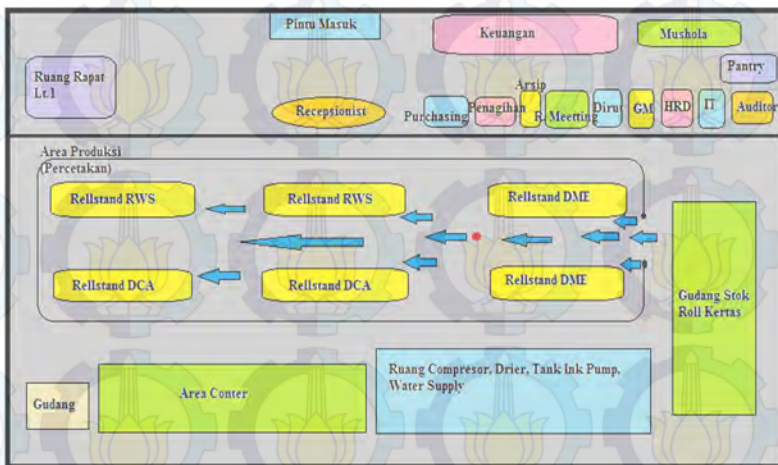 Pintu Masuk
Keuangan
Mushola
Ruang Rapat
Lt.1
Pantry
Arsip
Recepsionist
Purchasing
Penagihan
R. Meetting
Dirut
GM
HRD
IT
Auditor
Area Produksi
(Percetakan)
Rellstand RWS
Rellstand RWS
Rellstand DME
Rellstand DCA
Rellstand DCA
Rellstand DME
Gudang Stok
Roll Kertas
Gudang
Area Conter
Ruang Compresor, Drier, Tank Ink Pump,
Water Supply